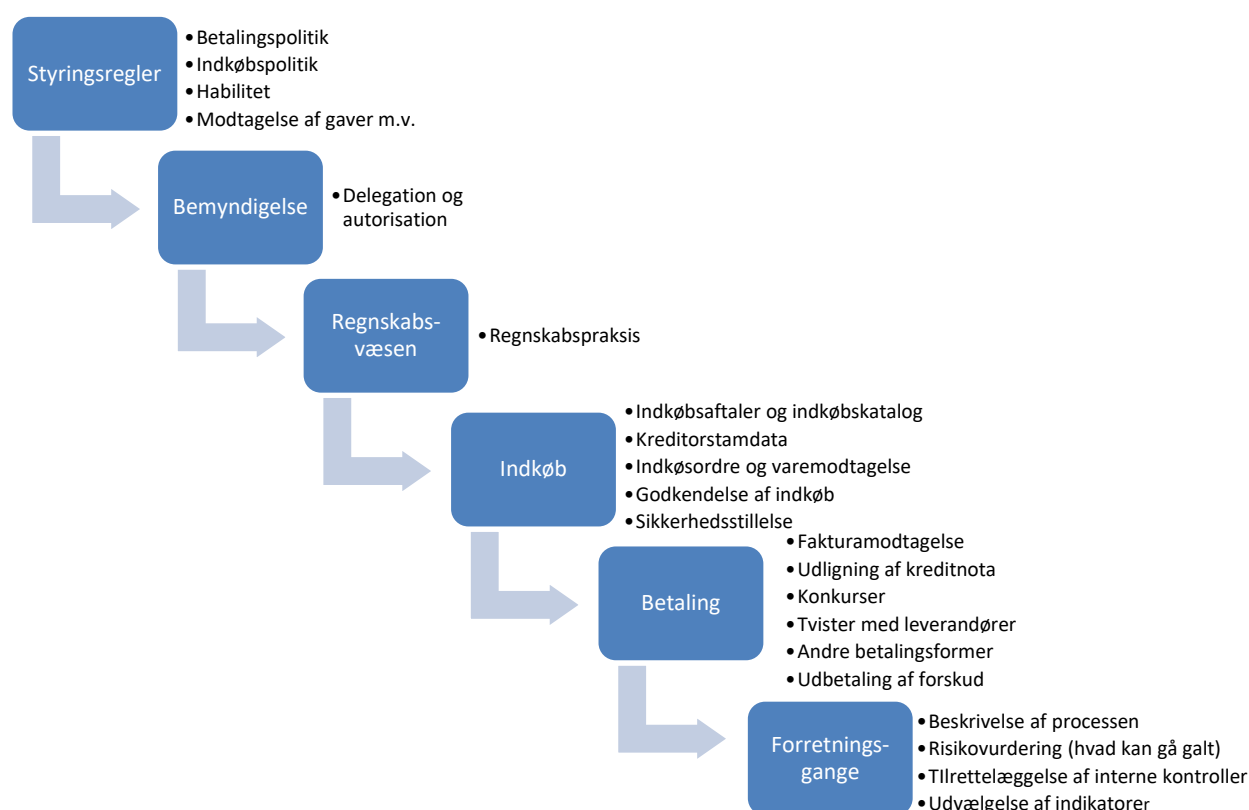 Styringsregler
•Betalingspolitik
•Indkøbspolitik
•Habilitet
•Modtagelse af gaver m.v.
Bemyndigelse
•Delegation og
autorisation
Regnskabs-
væsen
•Regnskabspraksis
Indkøb
•Indkøbsaftaler og indkøbskatalog
•Kreditorstamdata
•Indkøsordre og varemodtagelse
•Godkendelse af indkøb
•Sikkerhedsstillelse
Betaling
•Fakturamodtagelse
•Udligning af kreditnota
•Konkurser
•Tvister med leverandører
•Andre betalingsformer
•Udbetaling af forskud
Forretnings-
gange
•Beskrivelse af processen
•Risikovurdering (hvad kan gå galt)
•TIlrettelæggelse af interne kontroller
•Udvælgelse af indikatorer